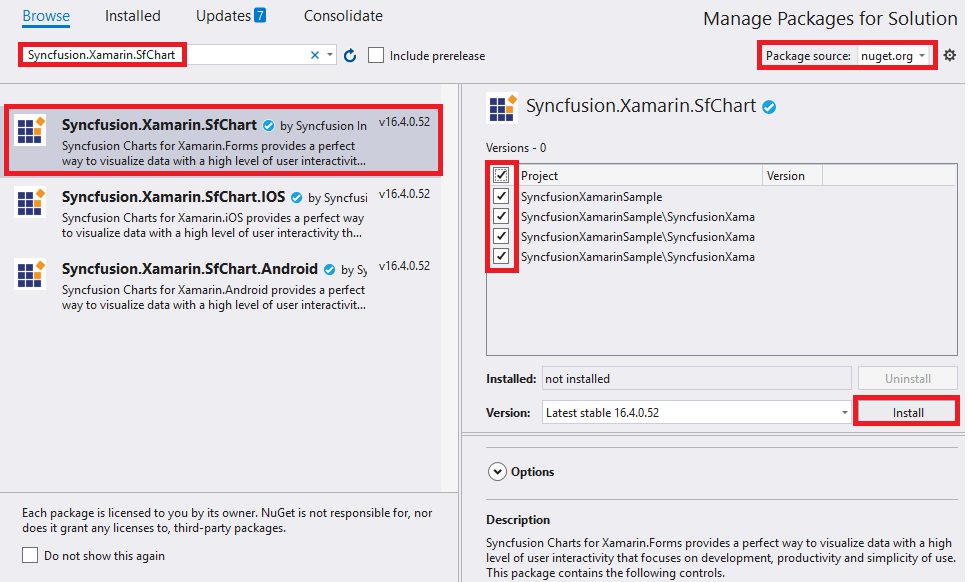 Browse
Installed
Updates 7
Consolidate
Manage Packages for Solution
Syncfusion.Xamarin.SfChart
Include prerelease
Package source: nuget.org
Syncfusion.Xamarin.SfChart by Syncfusion In v16.4.0.52
Syncfusion Charts for Xamarin.Forms provides a perfect
way to visualize data with a high level of user interactivit...
Syncfusion.Xamarin.SfChart.IOS by Syncfusi v16.4.0.52
Syncfusion Charts for Xamarin.iOS provides a perfect way
to visualize data with a high level of user interactivity th...
Syncfusion.Xamarin.SfChart.Android by Sy v16.4.0.52
Syncfusion Charts for Xamarin.Android provides a perfect
way to visualize data with a high level of user interactivit...
Each package is licensed to you by its owner. NuGet is not responsible for, nor
does it grant any licenses to, third-party packages.
Do not show this again
Syncfusion.Xamarin.SfChart
Versions - 0
Project Version
SyncfusionXamarinSample
SyncfusionXamarinSample\SyncfusionXama
SyncfusionXamarinSample\SyncfusionXama
SyncfusionXamarinSample\SyncfusionXama
Installed: not installed Uninstall
Version: Latest stable 16.4.0.52 Install
Options
Description
Syncfusion Charts for Xamarin.Forms provides a perfect way to visualize data with a high
level of user interactivity that focuses on development, productivity and simplicity of use.
This package contains the following controls.